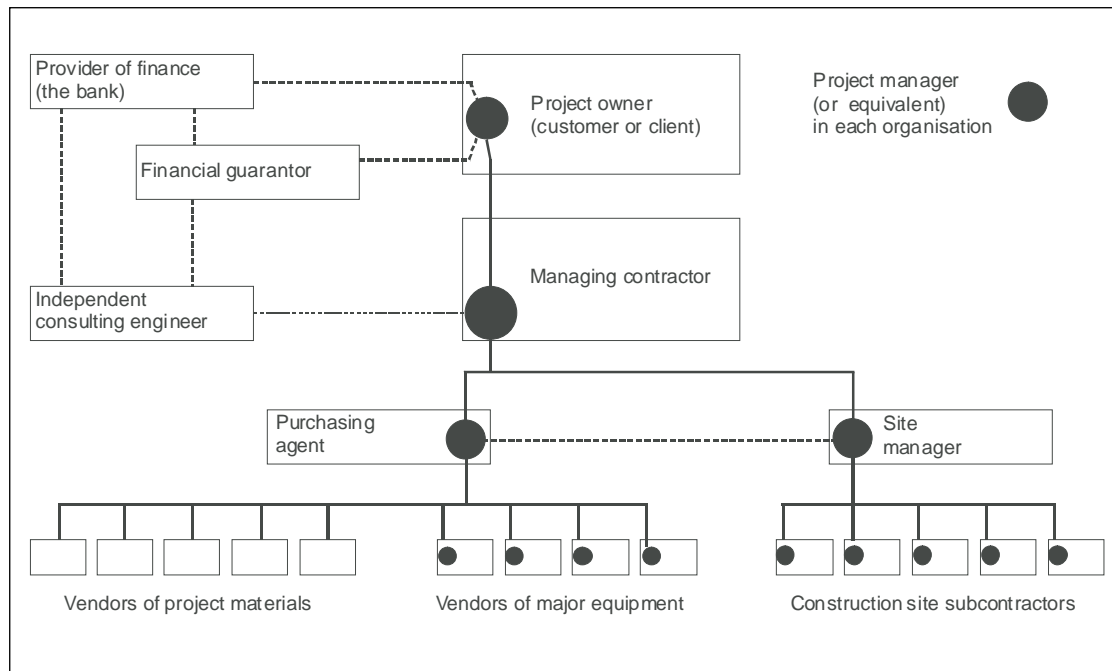 Provider of finance
(the bank)
Project owner
(customer or client)
Project manager
(or equivalent)
in each organisation
Financial guarantor
Managing contractor
Independent
consulting engineer
Purchasing
agent
Site
manager
Vendors of project materials
Vendors of major equipment
Construction site subcontractors